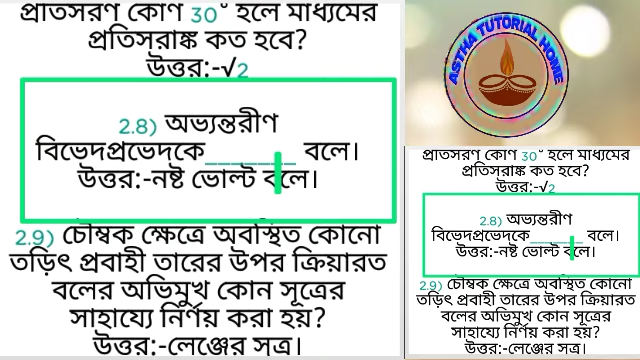 প্রতিসরণ কোণ 30° হলে মাধ্যমের
প্রতিসরাঙ্ক কত হবে?
উত্তর:-√2
2.8) অভ্যন্তরীণ
বিভেদপ্রভেদকে________ বলে।
উত্তর:-নষ্ট ভোল্ট বলে।
2.9) চৌম্বক ক্ষেত্রে অবস্থিত কোনো
তড়িৎ প্রবাহী তারের উপর ক্রিয়ারত
বলের অভিমুখ কোন সূত্রের
সাহায্যে নির্ণয় করা হয়?
উত্তর:-লেঞ্জের সূত্র।
ASTHA TUTORIAL HOME
প্রতিসরণ কোণ 30° হলে মাধ্যমের
প্রতিসরাঙ্ক কত হবে?
উত্তর:-√2
2.8) অভ্যন্তরীণ
বিভেদপ্রভেদকে________ বলে।
উত্তর:-নষ্ট ভোল্ট বলে।
2.9) চৌম্বক ক্ষেত্রে অবস্থিত কোনো
তড়িৎ প্রবাহী তারের উপর ক্রিয়ারত
বলের অভিমুখ কোন সূত্রের
সাহায্যে নির্ণয় করা হয়?
উত্তর:-লেঞ্জের সূত্র।